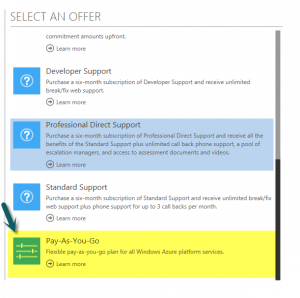 SELECT AN OFFER
commitment amounts upfront.
Learn more
Developer Support
Purchase a six-month subscription of Developer Support and receive unlimited
break/fix web support.
Learn more
Professional Direct Support
Purchase a six-month subscription of Professional Direct Support and receive all the
benefits of the Standard Support plus unlimited call back phone support, a pool of
escalation managers, and access to assessment documents and videos.
Learn more
Standard Support
Purchase a six-month subscription of Standard Support and receive unlimited break/fix
web support plus phone support for up to 3 call backs per month.
Learn more
Pay-As-You-Go
Flexible pay-as-you-go plan for all Windows Azure platform services.
Learn more